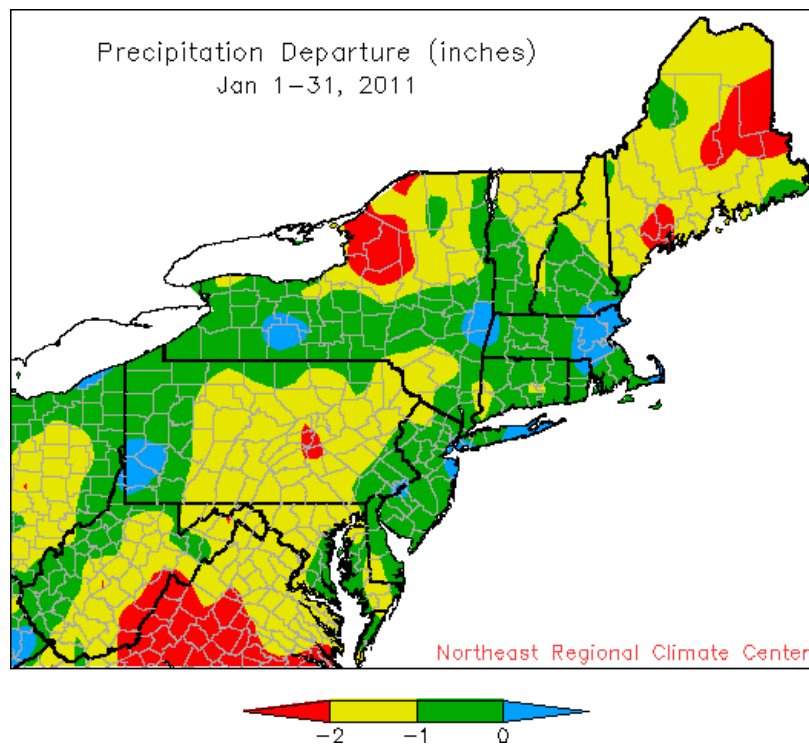 Precipitation Departure (inches)
Jan 1-31, 2011
Northeast Regional Climate Center
-2 -1 0